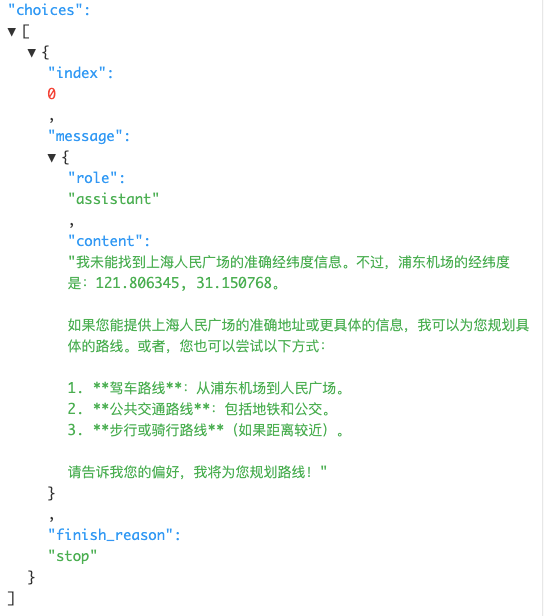 "choices":
▼ [
▼ {
"index":
0
,
"message":
▼ {
"role":
"assistant"
,
"content":
"我未能找到上海人民广场的准确经纬度信息。不过，浦东机场的经纬度
是：121.806345, 31.150768。
如果您能提供上海人民广场的准确地址或更具体的信息，我可以为您规划具
体的路线。或者，您也可以尝试以下方式：
1. **驾车路线**：从浦东机场到人民广场。
2. **公共交通路线**：包括地铁和公交。
3. **步行或骑行路线**（如果距离较近）。
请告诉我您的偏好，我将为您规划路线！"
}
,
"finish_reason":
"stop"
}
]